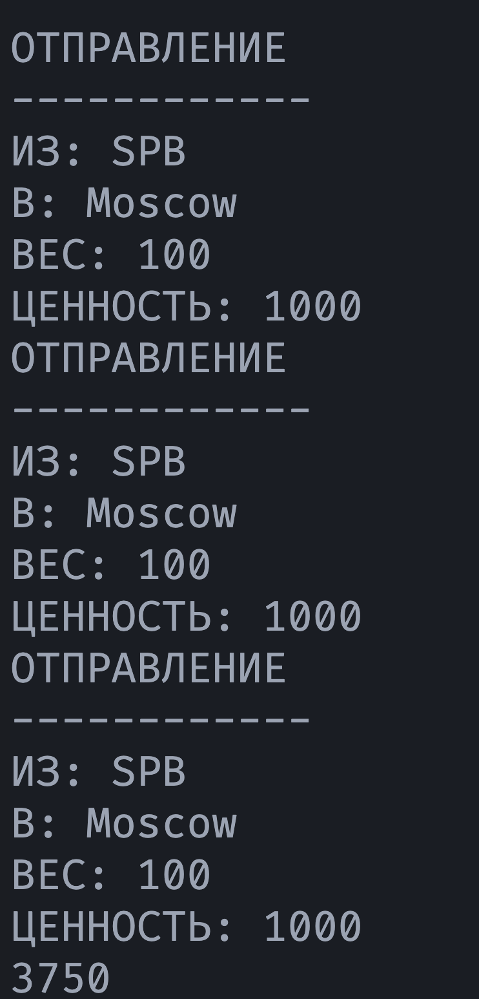 ОТПРАВЛЕНИЕ
------------
ИЗ: SPB
В: Moscow
ВЕС: 100
ЦЕННОСТЬ: 1000
ОТПРАВЛЕНИЕ
------------
ИЗ: SPB
В: Moscow
ВЕС: 100
ЦЕННОСТЬ: 1000
ОТПРАВЛЕНИЕ
------------
ИЗ: SPB
В: Moscow
ВЕС: 100
ЦЕННОСТЬ: 1000
3750